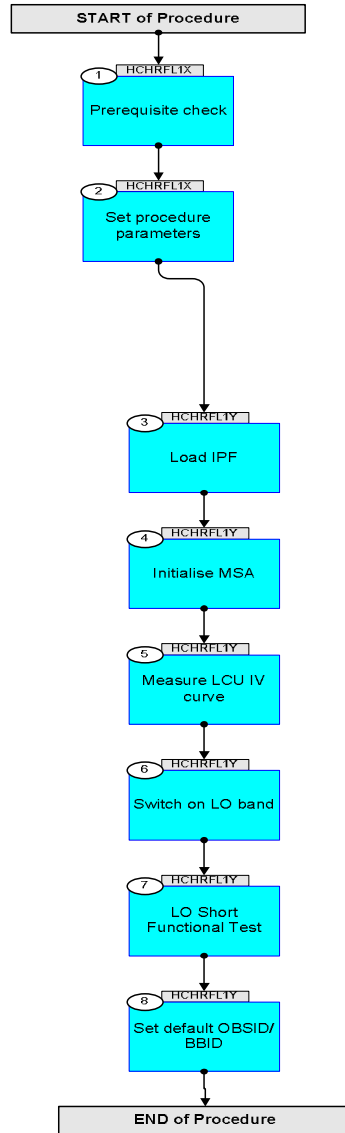 START of Procedure
HCHRFL1X
1
Prerequisite check
HCHRFL1X
2
Set procedure
parameters
HCHRFL1Y
3
Load IPF
HCHRFL1Y
4
Initialise MSA
HCHRFL1Y
5
Measure LCU IV
curve
HCHRFL1Y
6
Switch on LO band
HCHRFL1Y
7
LO Short
Functional Test
HCHRFL1Y
8
Set default OBSID/
BBID
END of Procedure